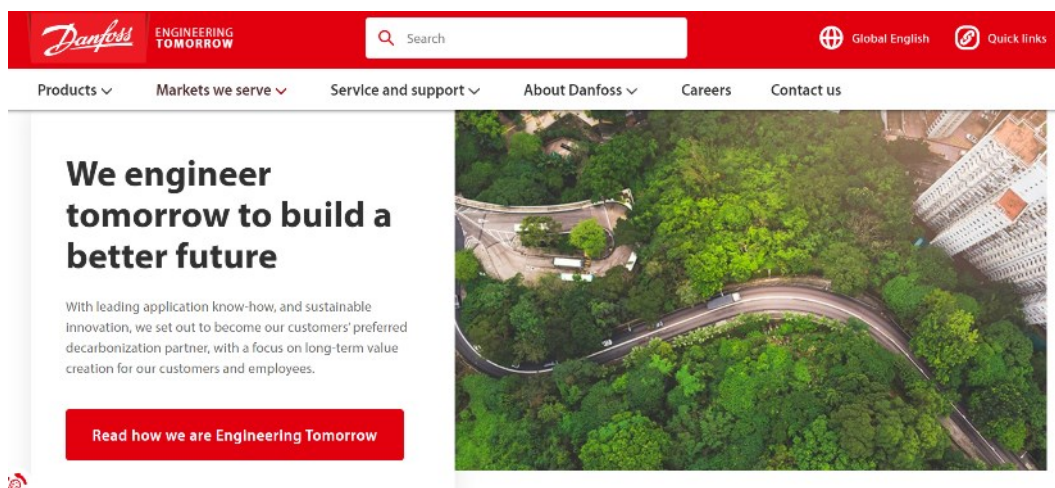 Danfoss
ENGINEERING
TOMORROW
Search
Global English
Quick links
Products
Markets we serve
Service and support
About Danfoss
Careers
Contact us
We engineer
tomorrow to build a
better future
With leading application know-how, and sustainable
innovation, we set out to become our customers' preferred
decarbonization partner, with a focus on long-term value
creation for our customers and employees.
Read how we are Engineering Tomorrow